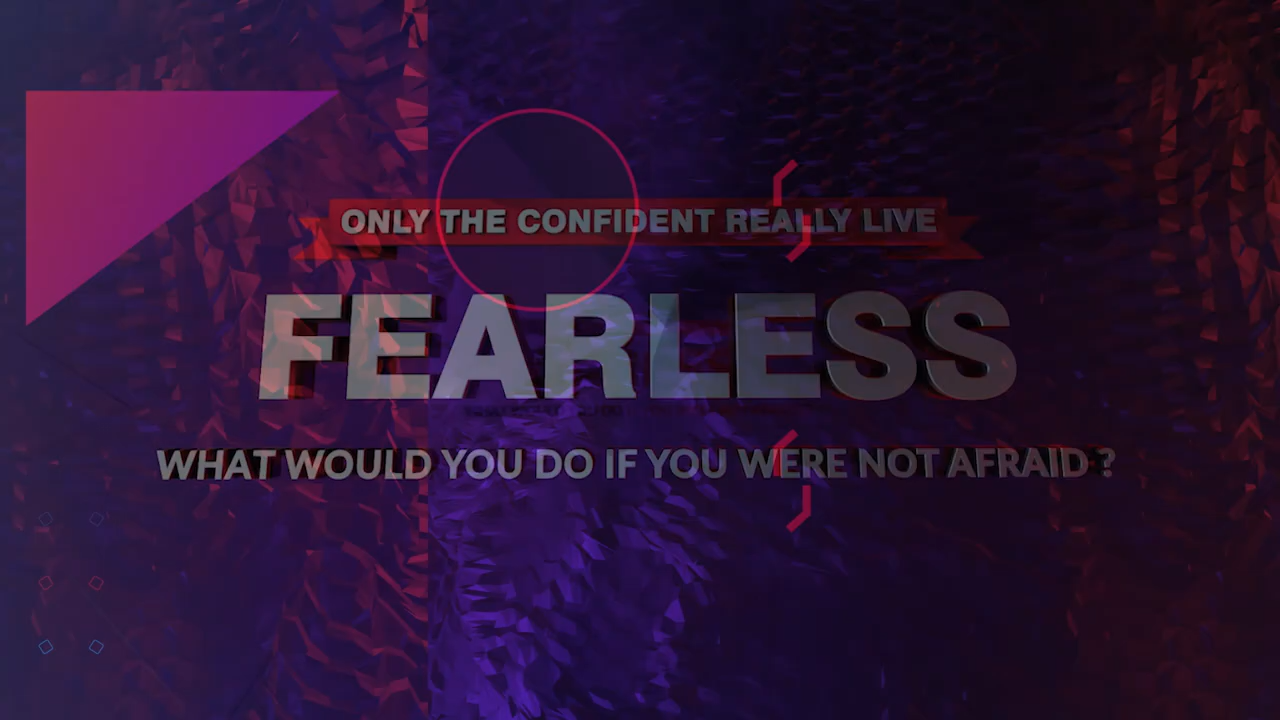 ONLY THE CONFIDENT REALLY LIVE
FEARLESS
WHAT WOULD YOU DO IF YOU WERE NOT AFRAID ?